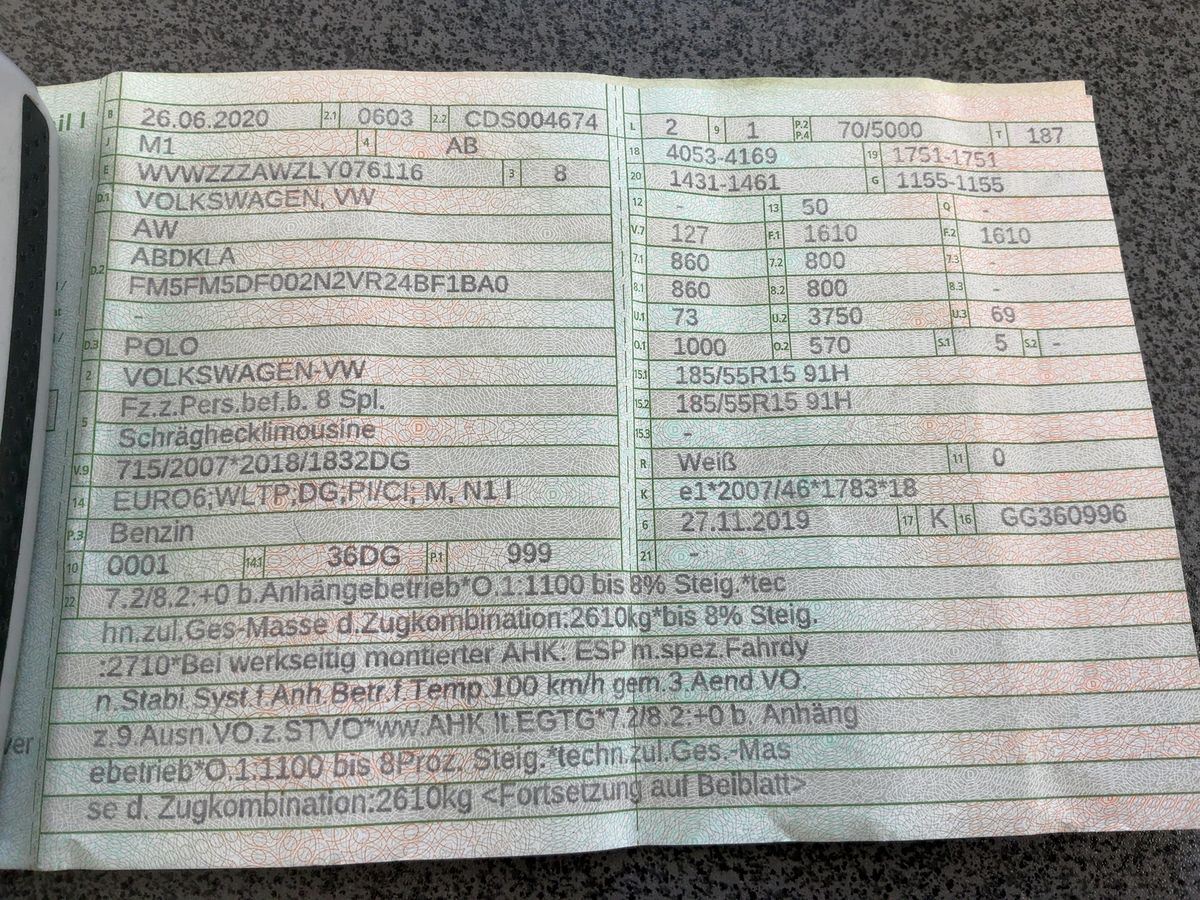 il I
B 26.06.2020 2.1 0603 2.2 CDS004674
J M1 4 AB
E WVWZZZAWZLY076116 3 8
D.1 VOLKSWAGEN, VW
AW
D.2 ABDKLA
FM5FM5DF002N2VR24BF1BA0
-
D.3 POLO
2 VOLKSWAGEN-VW
5 Fz.z.Pers.bef.b. 8 Spl.
Schräghecklimousine
V.9 715/2007*2018/1832DG
14 EURO6;WLTP;DG;PI/CI; M, N1 I
P.3 Benzin
10 0001 14.1 36DG P.1 999
L 2 9 1 P.2 P.4 70/5000 T 187
18 4053-4169 19 1751-1751
20 1431-1461 G 1155-1155
12 - 13 50 Q -
V.7 127 F.1 1610 F.2 1610
7.1 860 7.2 800 7.3 -
8.1 860 8.2 800 8.3 -
U.1 73 U.2 3750 U.3 69
O.1 1000 O.2 570 S.1 5 S.2 -
15.1 185/55R15 91H
15.2 185/55R15 91H
15.3 -
R Weiß 11 0
K e1*2007/46*1783*18
6 27.11.2019 17 K 16 GG360996
21 -
22 7.2/8.2:+0 b.Anhängebetrieb*O.1:1100 bis 8% Steig.*tec
hn.zul.Ges-Masse d.Zugkombination:2610kg*bis 8% Steig.
:2710*Bei werkseitig montierter AHK: ESP m.spez.Fahrdy
n.Stabi.Syst.f.Anh.Betr.f.Temp.100 km/h gem.3.Aend.VO.
z.9.Ausn.VO.z.STVO*ww.AHK lt.EGTG*7.2/8.2:+0 b. Anhäng
ebetrieb*O.1:1100 bis 8Proz. Steig.*techn.zul.Ges.-Mas
se d. Zugkombination:2610kg <Fortsetzung auf Beiblatt>
ver